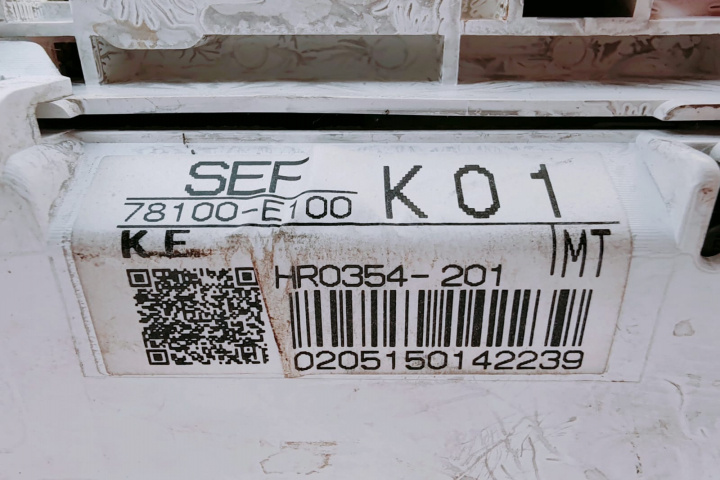 SEF K01
78100-E100
KE MT
HR0354-201
0205150142239